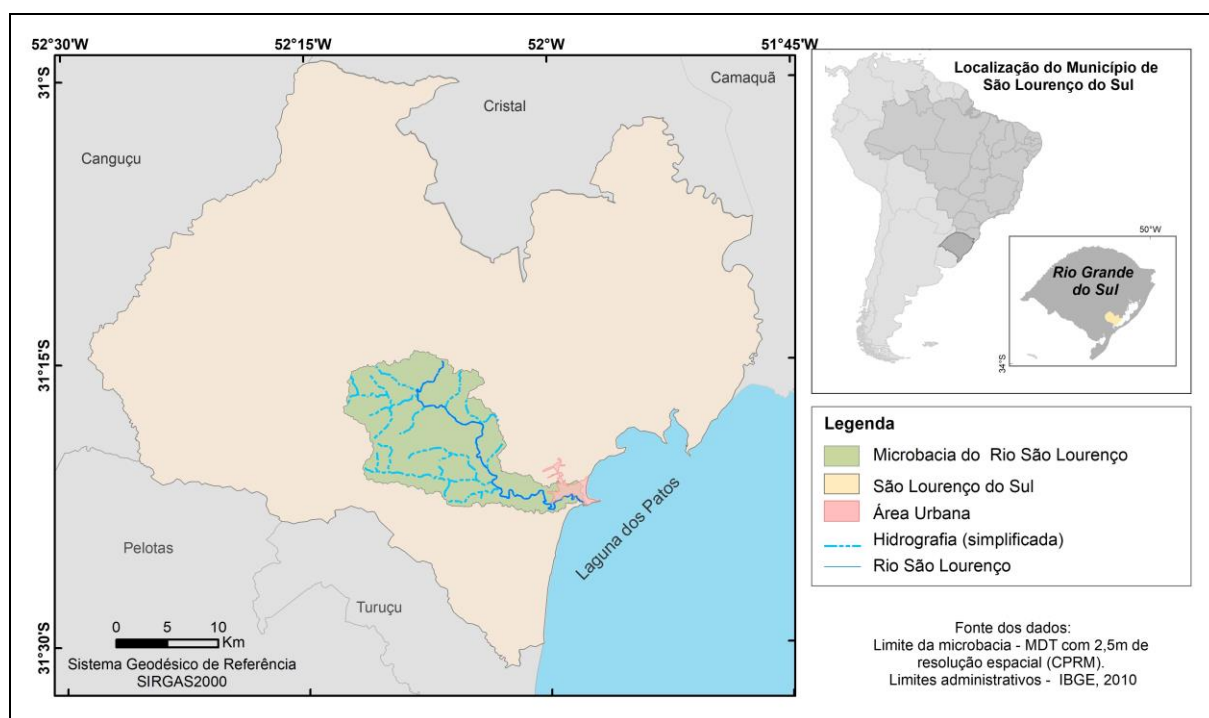 52°30'W
52°15'W
52°W
51°45'W
31°S
31°15'S
31°30'S
Camaquã
Cristal
Canguçu
Pelotas
Turuçu
Laguna dos Patos
0 5 10
Km
Sistema Geodésico de Referência
SIRGAS2000
Localização do Município de
São Lourenço do Sul
50°W
Rio Grande
do Sul
34°S
Legenda
Microbacia do Rio São Lourenço
São Lourenço do Sul
Área Urbana
Hidrografia (simplificada)
Rio São Lourenço
Fonte dos dados:
Limite da microbacia - MDT com 2,5m de
resolução espacial (CPRM).
Limites administrativos - IBGE, 2010